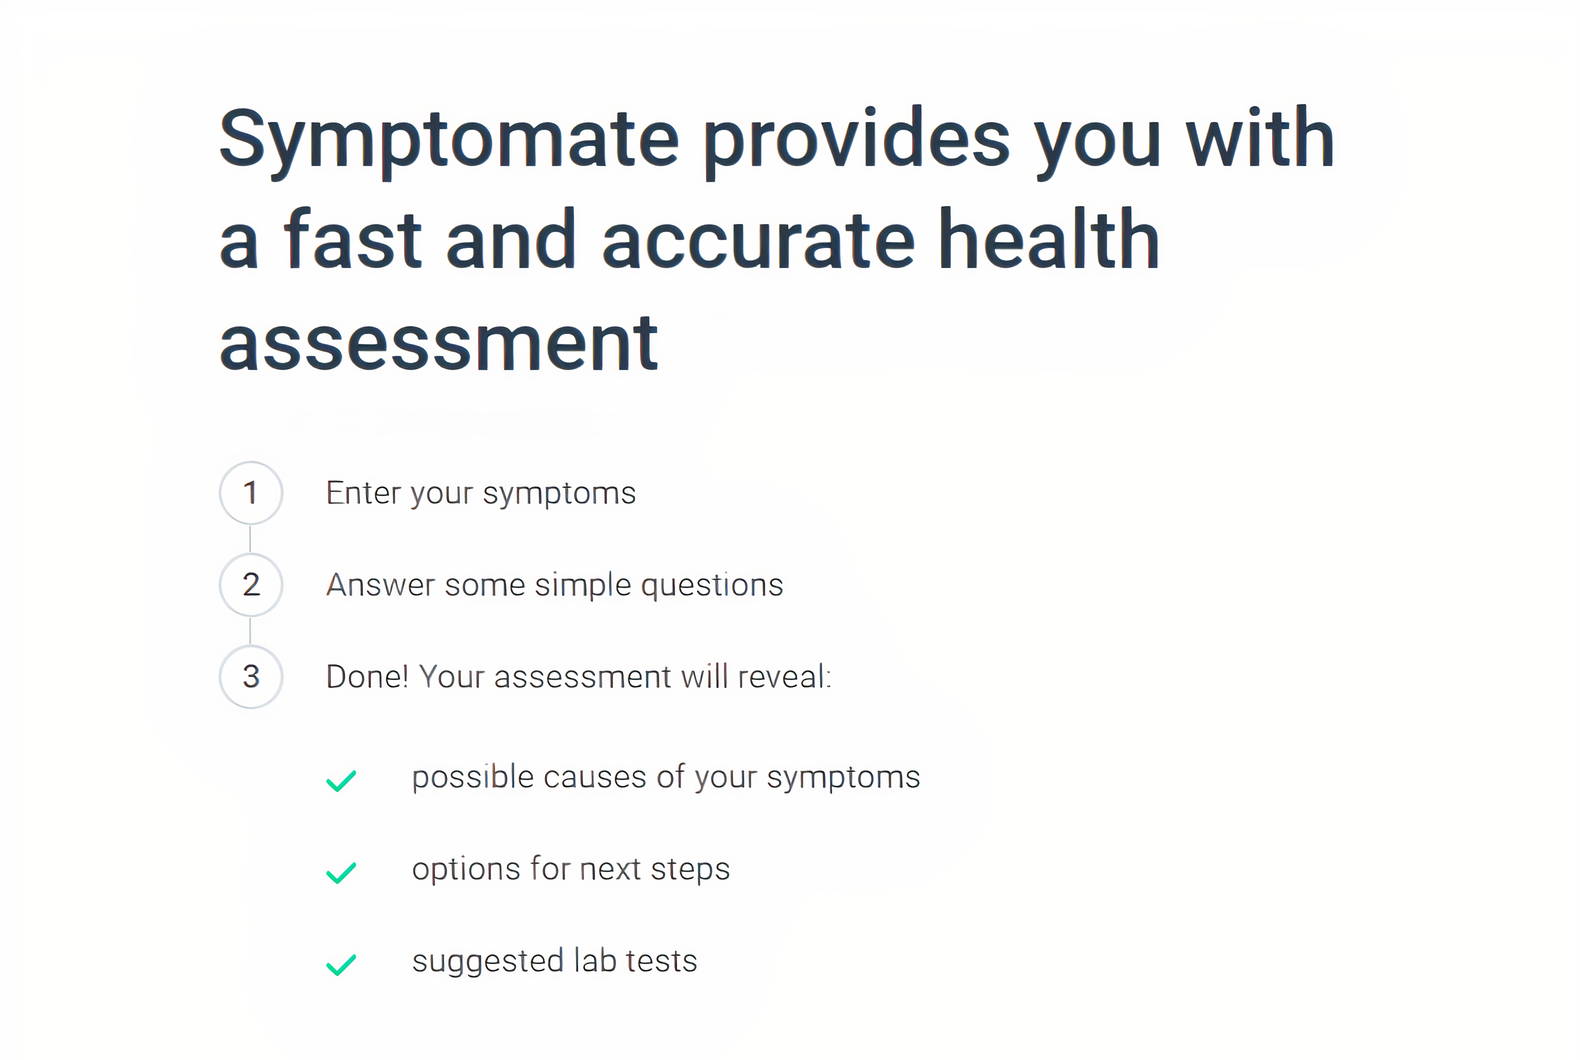 Symptomate provides you with
a fast and accurate health
assessment
1 Enter your symptoms
2 Answer some simple questions
3 Done! Your assessment will reveal:
possible causes of your symptoms
options for next steps
suggested lab tests